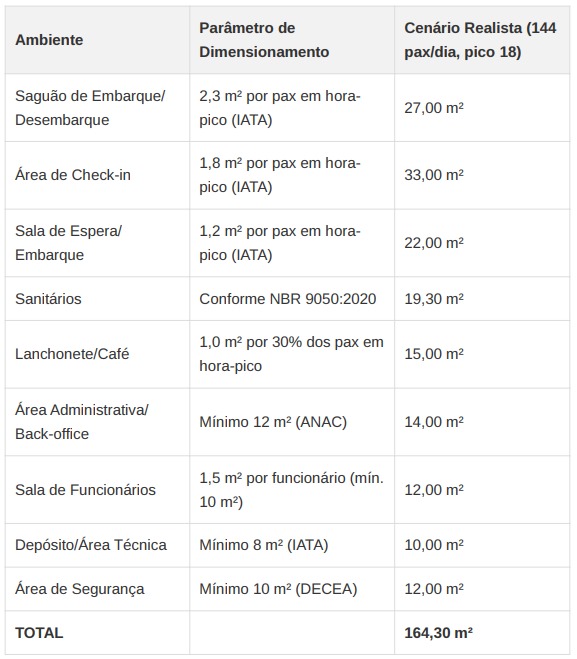 Ambiente
Parâmetro de
Dimensionamento
Cenário Realista (144
pax/dia, pico 18)
Saguão de Embarque/
Desembarque
2,3 m² por pax em hora-
pico (IATA)
27,00 m²
Área de Check-in
1,8 m² por pax em hora-
pico (IATA)
33,00 m²
Sala de Espera/
Embarque
1,2 m² por pax em hora-
pico (IATA)
22,00 m²
Sanitários
Conforme NBR 9050:2020
19,30 m²
Lanchonete/Café
1,0 m² por 30% dos pax em
hora-pico
15,00 m²
Área Administrativa/
Back-office
Mínimo 12 m² (ANAC)
14,00 m²
Sala de Funcionários
1,5 m² por funcionário (mín.
10 m²)
12,00 m²
Depósito/Área Técnica
Mínimo 8 m² (IATA)
10,00 m²
Área de Segurança
Mínimo 10 m² (DECEA)
12,00 m²
TOTAL
164,30 m²